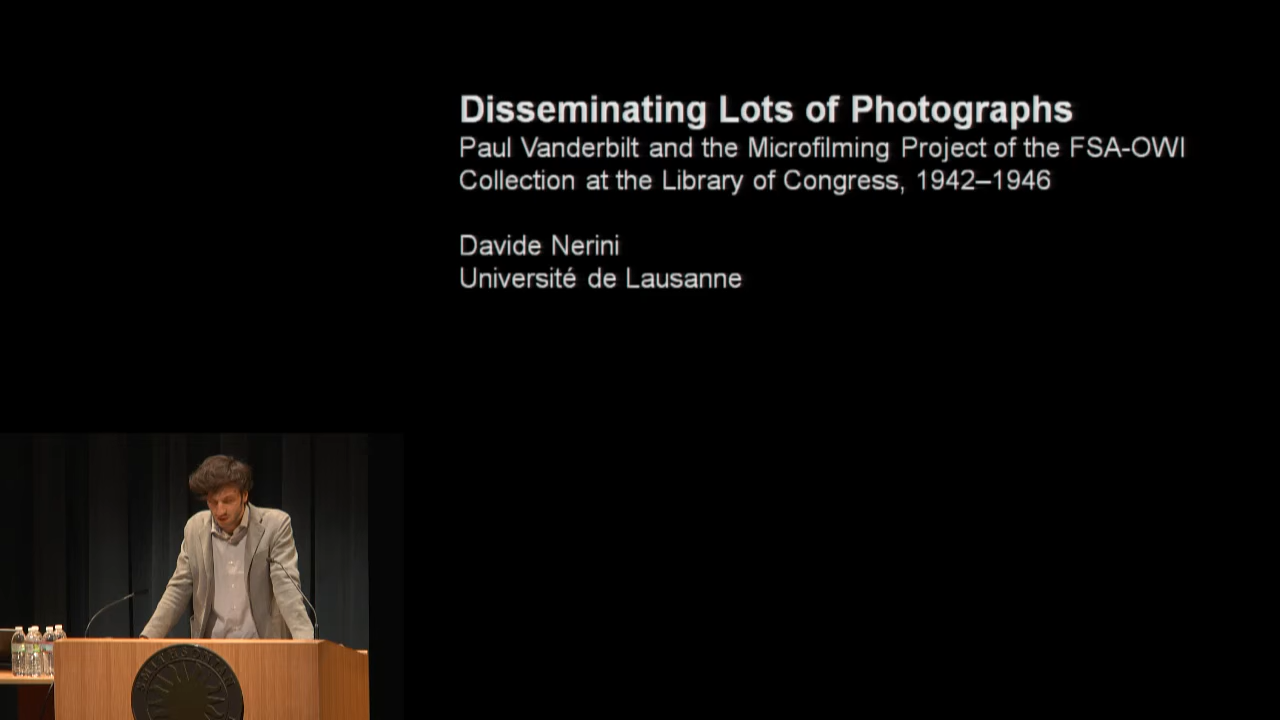 Disseminating Lots of Photographs
Paul Vanderbilt and the Microfilming Project of the FSA-OWI
Collection at the Library of Congress, 1942–1946
Davide Nerini
Université de Lausanne
SMITHSONIAN